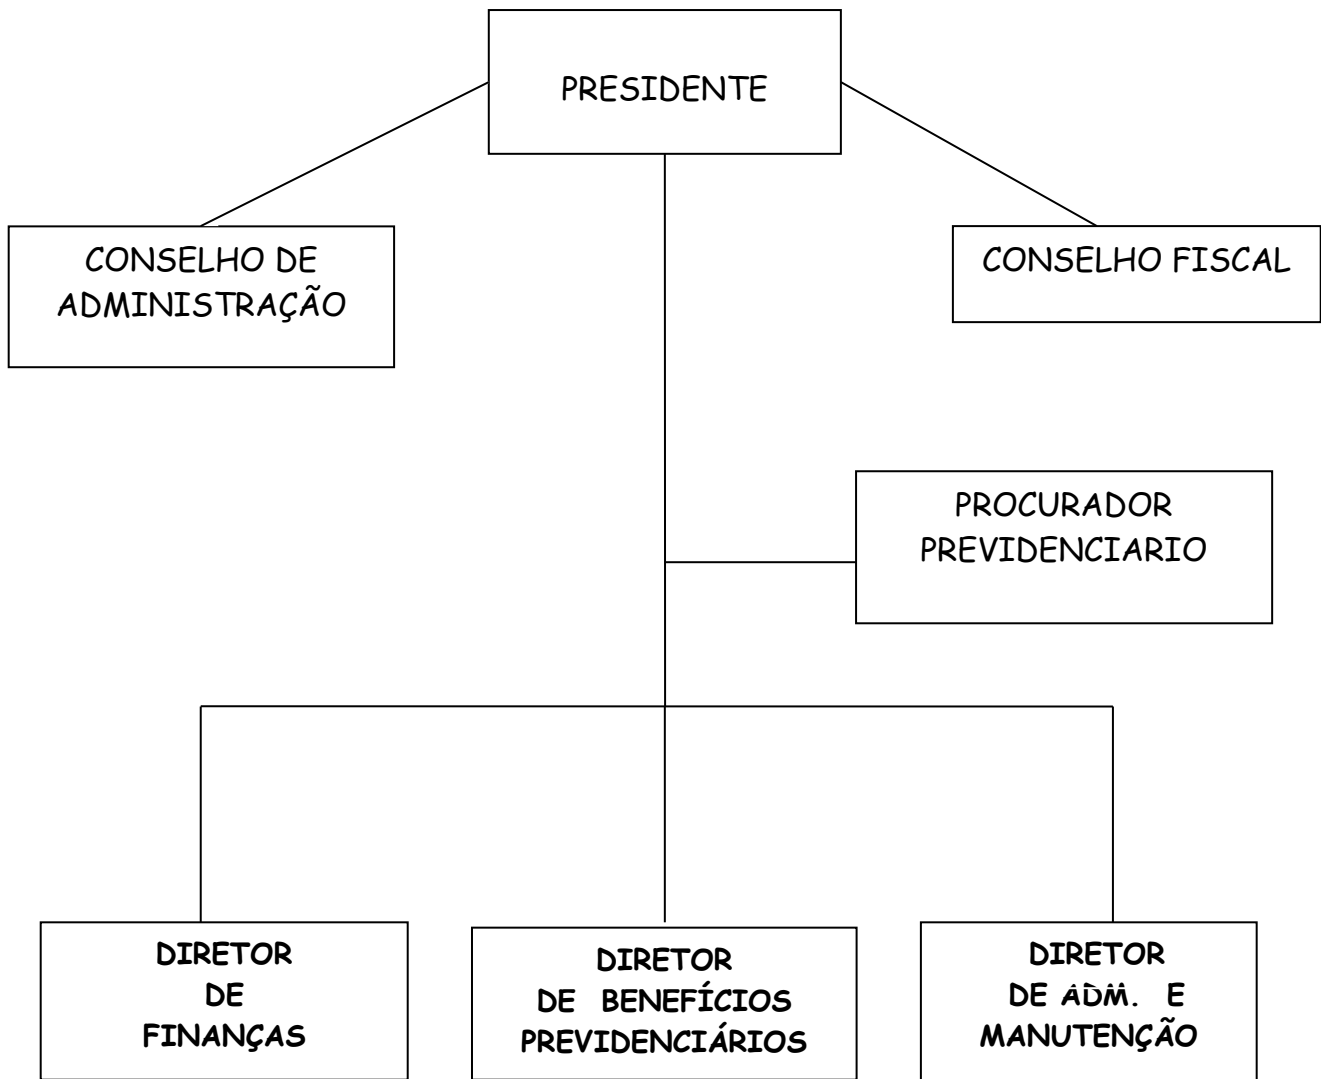 PRESIDENTE
CONSELHO DE
ADMINISTRAÇÃO
CONSELHO FISCAL
PROCURADOR
PREVIDENCIARIO
DIRETOR
DE
FINANÇAS
DIRETOR
DE BENEFÍCIOS
PREVIDENCIÁRIOS
DIRETOR
DE ADM. E
MANUTENÇÃO